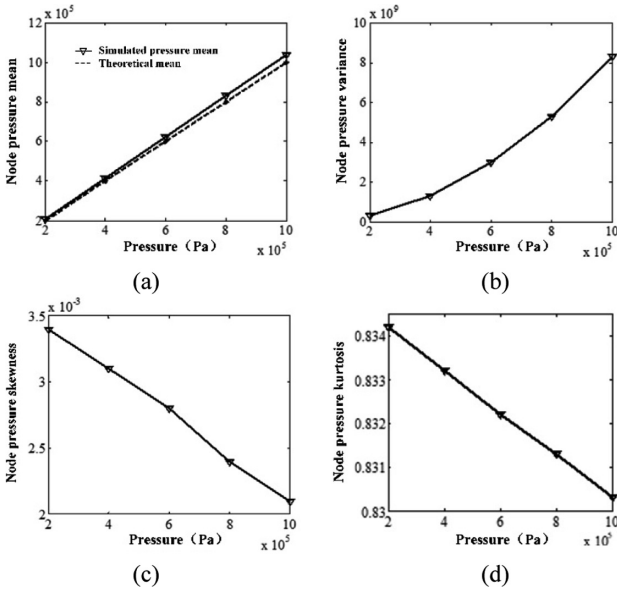 x 10^5
Node pressure mean
12
10
8
6
4
2
Simulated pressure mean
Theoretical mean
2 4 6 8 10
Pressure（Pa）
x 10^5
(a)
x 10^9
Node pressure variance
10
8
6
4
2
0
2 4 6 8 10
Pressure（Pa）
x 10^5
(b)
x 10^-3
Node pressure skewness
3.5
3
2.5
2
2 4 6 8 10
Pressure（Pa）
x 10^5
(c)
Node pressure kurtosis
0.834
0.833
0.832
0.831
0.83
2 4 6 8 10
Pressure（Pa）
x 10^5
(d)